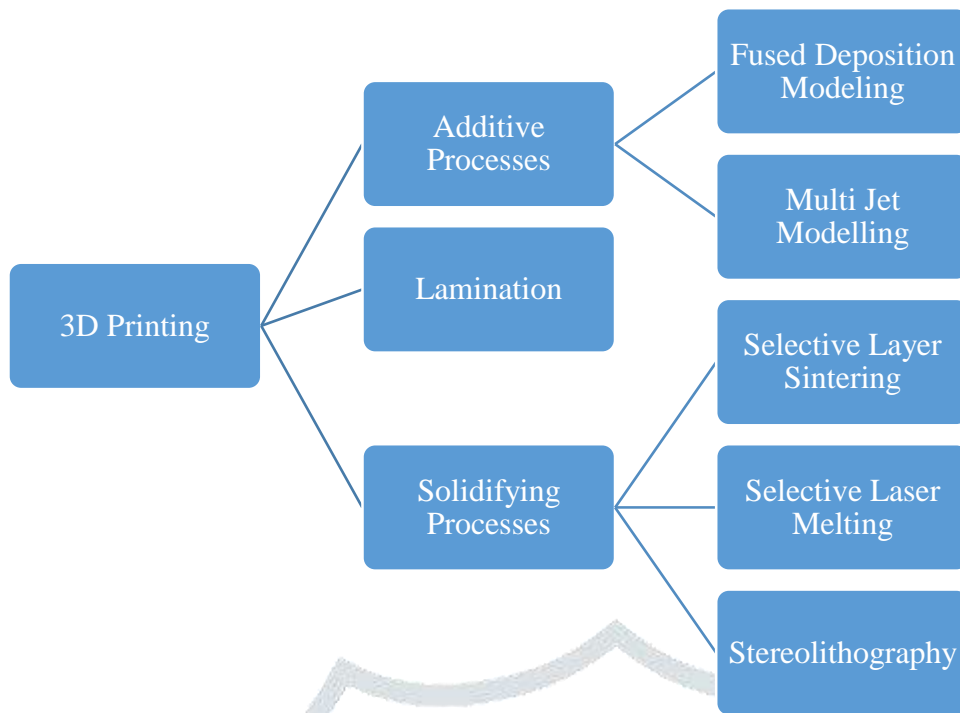 3D Printing
Additive
Processes
Lamination
Solidifying
Processes
Fused Deposition
Modeling
Multi Jet
Modelling
Selective Layer
Sintering
Selective Laser
Melting
Stereolithography